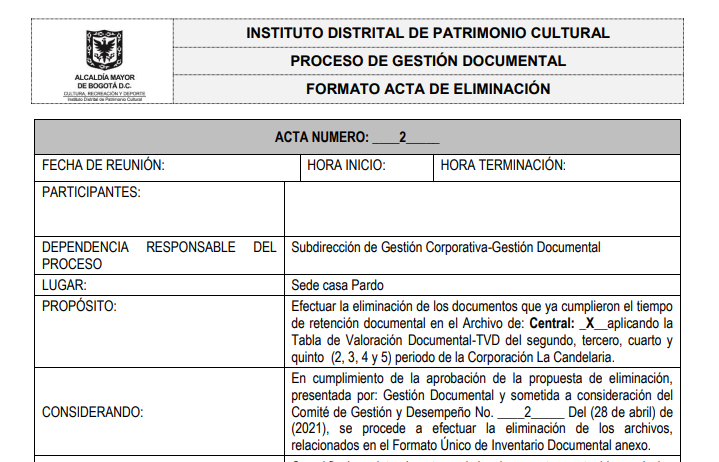 INSTITUTO DISTRITAL DE PATRIMONIO CULTURAL
PROCESO DE GESTIÓN DOCUMENTAL
FORMATO ACTA DE ELIMINACIÓN
ALCALDÍA MAYOR
DE BOGOTÁ D.C.
CULTURA, RECREACIÓN Y DEPORTE
Instituto Distrital de Patrimonio Cultural
ACTA NUMERO: ____2_____
FECHA DE REUNIÓN: HORA INICIO: HORA TERMINACIÓN:
PARTICIPANTES:
DEPENDENCIA RESPONSABLE DEL
PROCESO
Subdirección de Gestión Corporativa-Gestión Documental
LUGAR: Sede casa Pardo
PROPÓSITO:
Efectuar la eliminación de los documentos que ya cumplieron el tiempo
de retención documental en el Archivo de: Central: _X__aplicando la
Tabla de Valoración Documental-TVD del segundo, tercero, cuarto y
quinto (2, 3, 4 y 5) periodo de la Corporación La Candelaria.
CONSIDERANDO:
En cumplimiento de la aprobación de la propuesta de eliminación,
presentada por: Gestión Documental y sometida a consideración del
Comité de Gestión y Desempeño No. ____2_____ Del (28 de abril) de
(2021), se procede a efectuar la eliminación de los archivos,
relacionados en el Formato Único de Inventario Documental anexo.